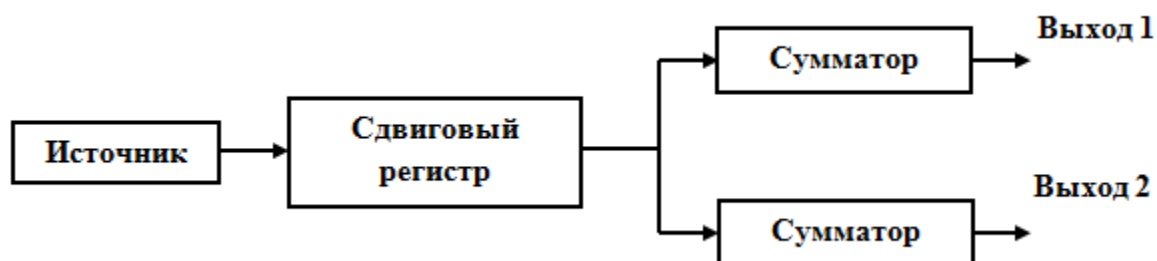 Выход 1
Сумматор
Сдвиговый
регистр
Источник
Выход 2
Сумматор